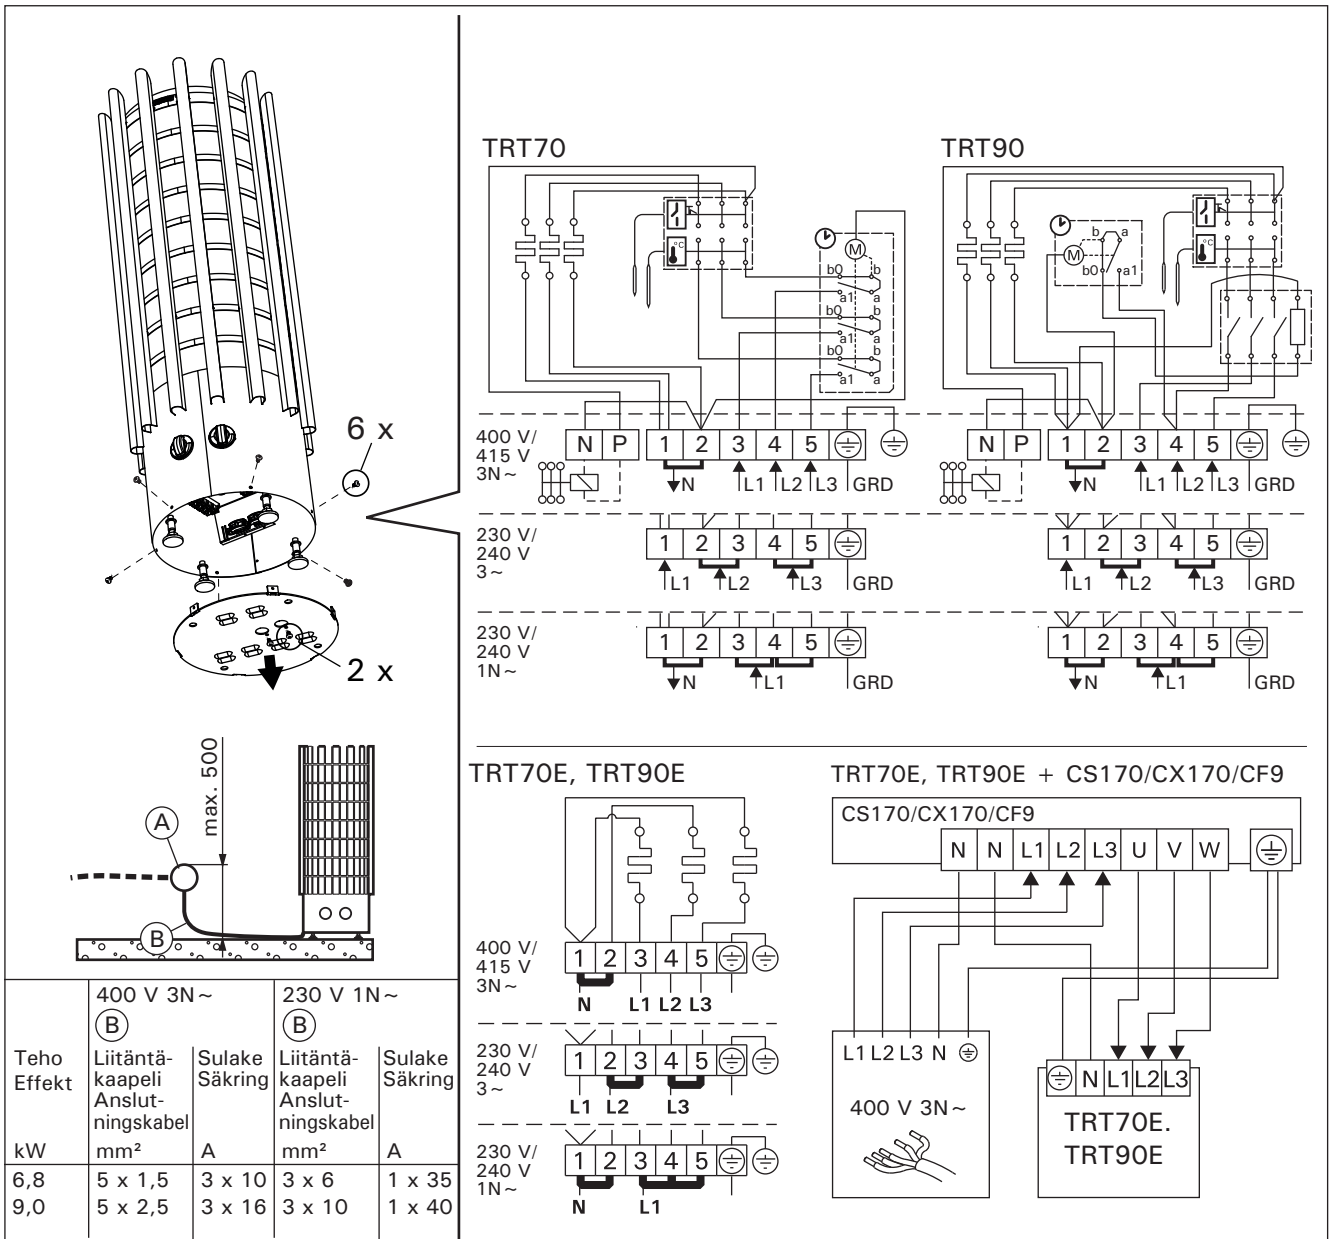 6 x
2 x
max. 500
A
B
400 V 3N~
230 V 1N~
B
B
Teho
Effekt
Liitäntä-
kaapeli
Anslut-
ningskabel
Sulake
Säkring
Liitäntä-
kaapeli
Anslut-
ningskabel
Sulake
Säkring
kW
mm²
A
mm²
A
6,8
5 x 1,5
3 x 10
3 x 6
1 x 35
9,0
5 x 2,5
3 x 16
3 x 10
1 x 40
TRT70
°C
M
b0 b
a1 a
b0 b
a1 a
b0 b
a1 a
400 V/
415 V
3N~
N P
1 2 3 4 5
N L1 L2 L3 GRD
230 V/
240 V
3~
1 2 3 4 5
L1 L2 L3 GRD
230 V/
240 V
1N~
1 2 3 4 5
N L1 GRD
TRT90
°C
b a
M
b0 a1
N P
1 2 3 4 5
N L1 L2 L3 GRD
1 2 3 4 5
L1 L2 L3 GRD
1 2 3 4 5
N L1 GRD
TRT70E, TRT90E
400 V/
415 V
3N~
1 2 3 4 5
N L1 L2 L3
230 V/
240 V
3~
1 2 3 4 5
L1 L2 L3
230 V/
240 V
1N~
1 2 3 4 5
N L1
TRT70E, TRT90E + CS170/CX170/CF9
CS170/CX170/CF9
N N L1 L2 L3 U V W
L1 L2 L3 N
400 V 3N~
N L1 L2 L3
TRT70E.
TRT90E